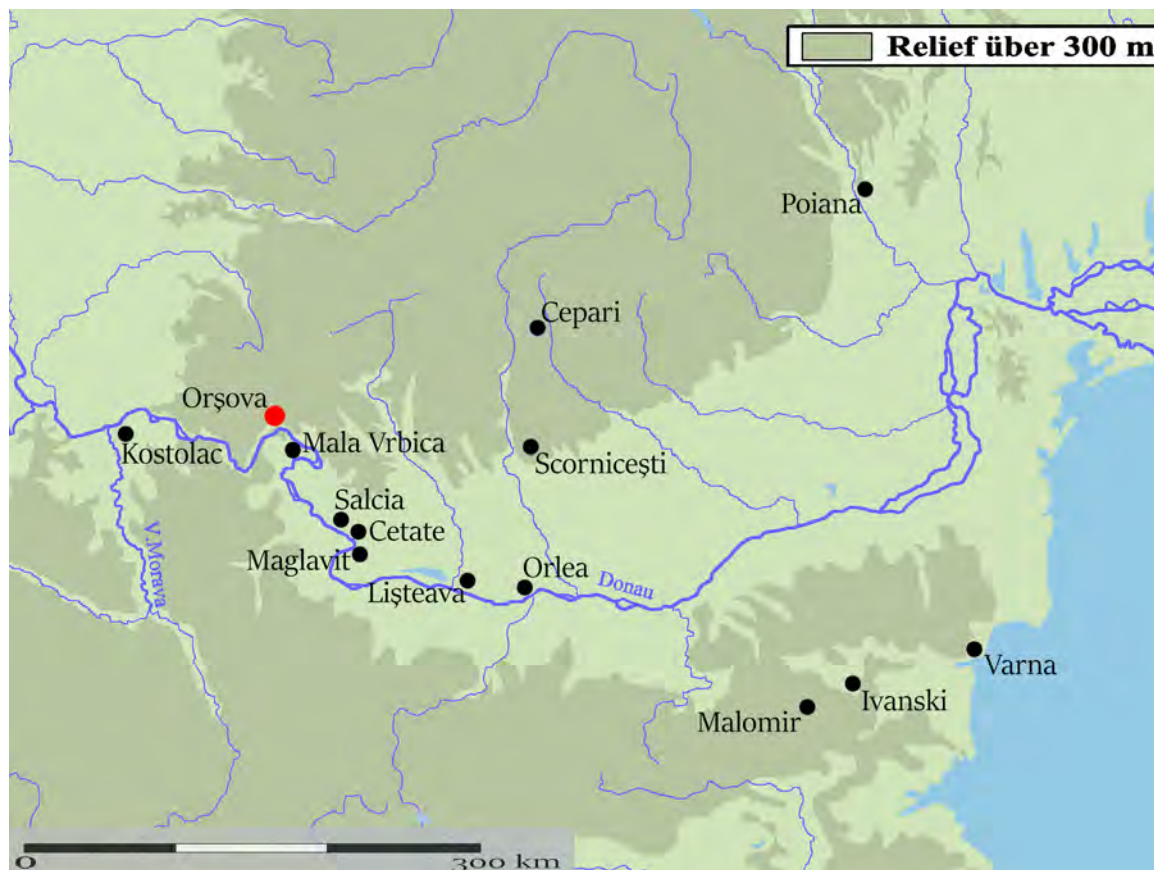 Relief über 300 m
Poiana
Cepari
Orşova
Mala Vrbica
Kostolac
Scorniceşti
Salcia
Cetate
V.Morava
Maglavit
Orlea
Lişteava
Donau
Varna
Ivanski
Malomir
0
300 km